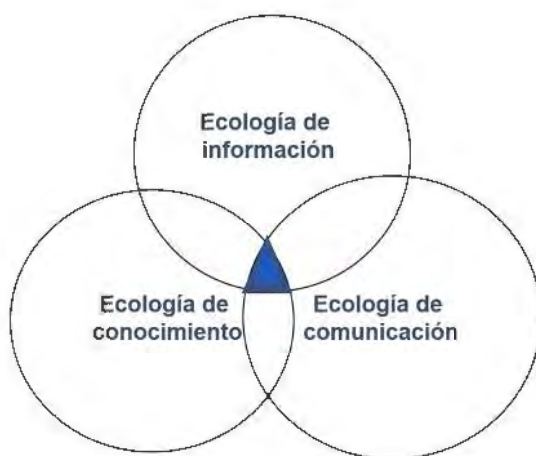 Ecología de
información
Ecología de
conocimiento
Ecología de
comunicación